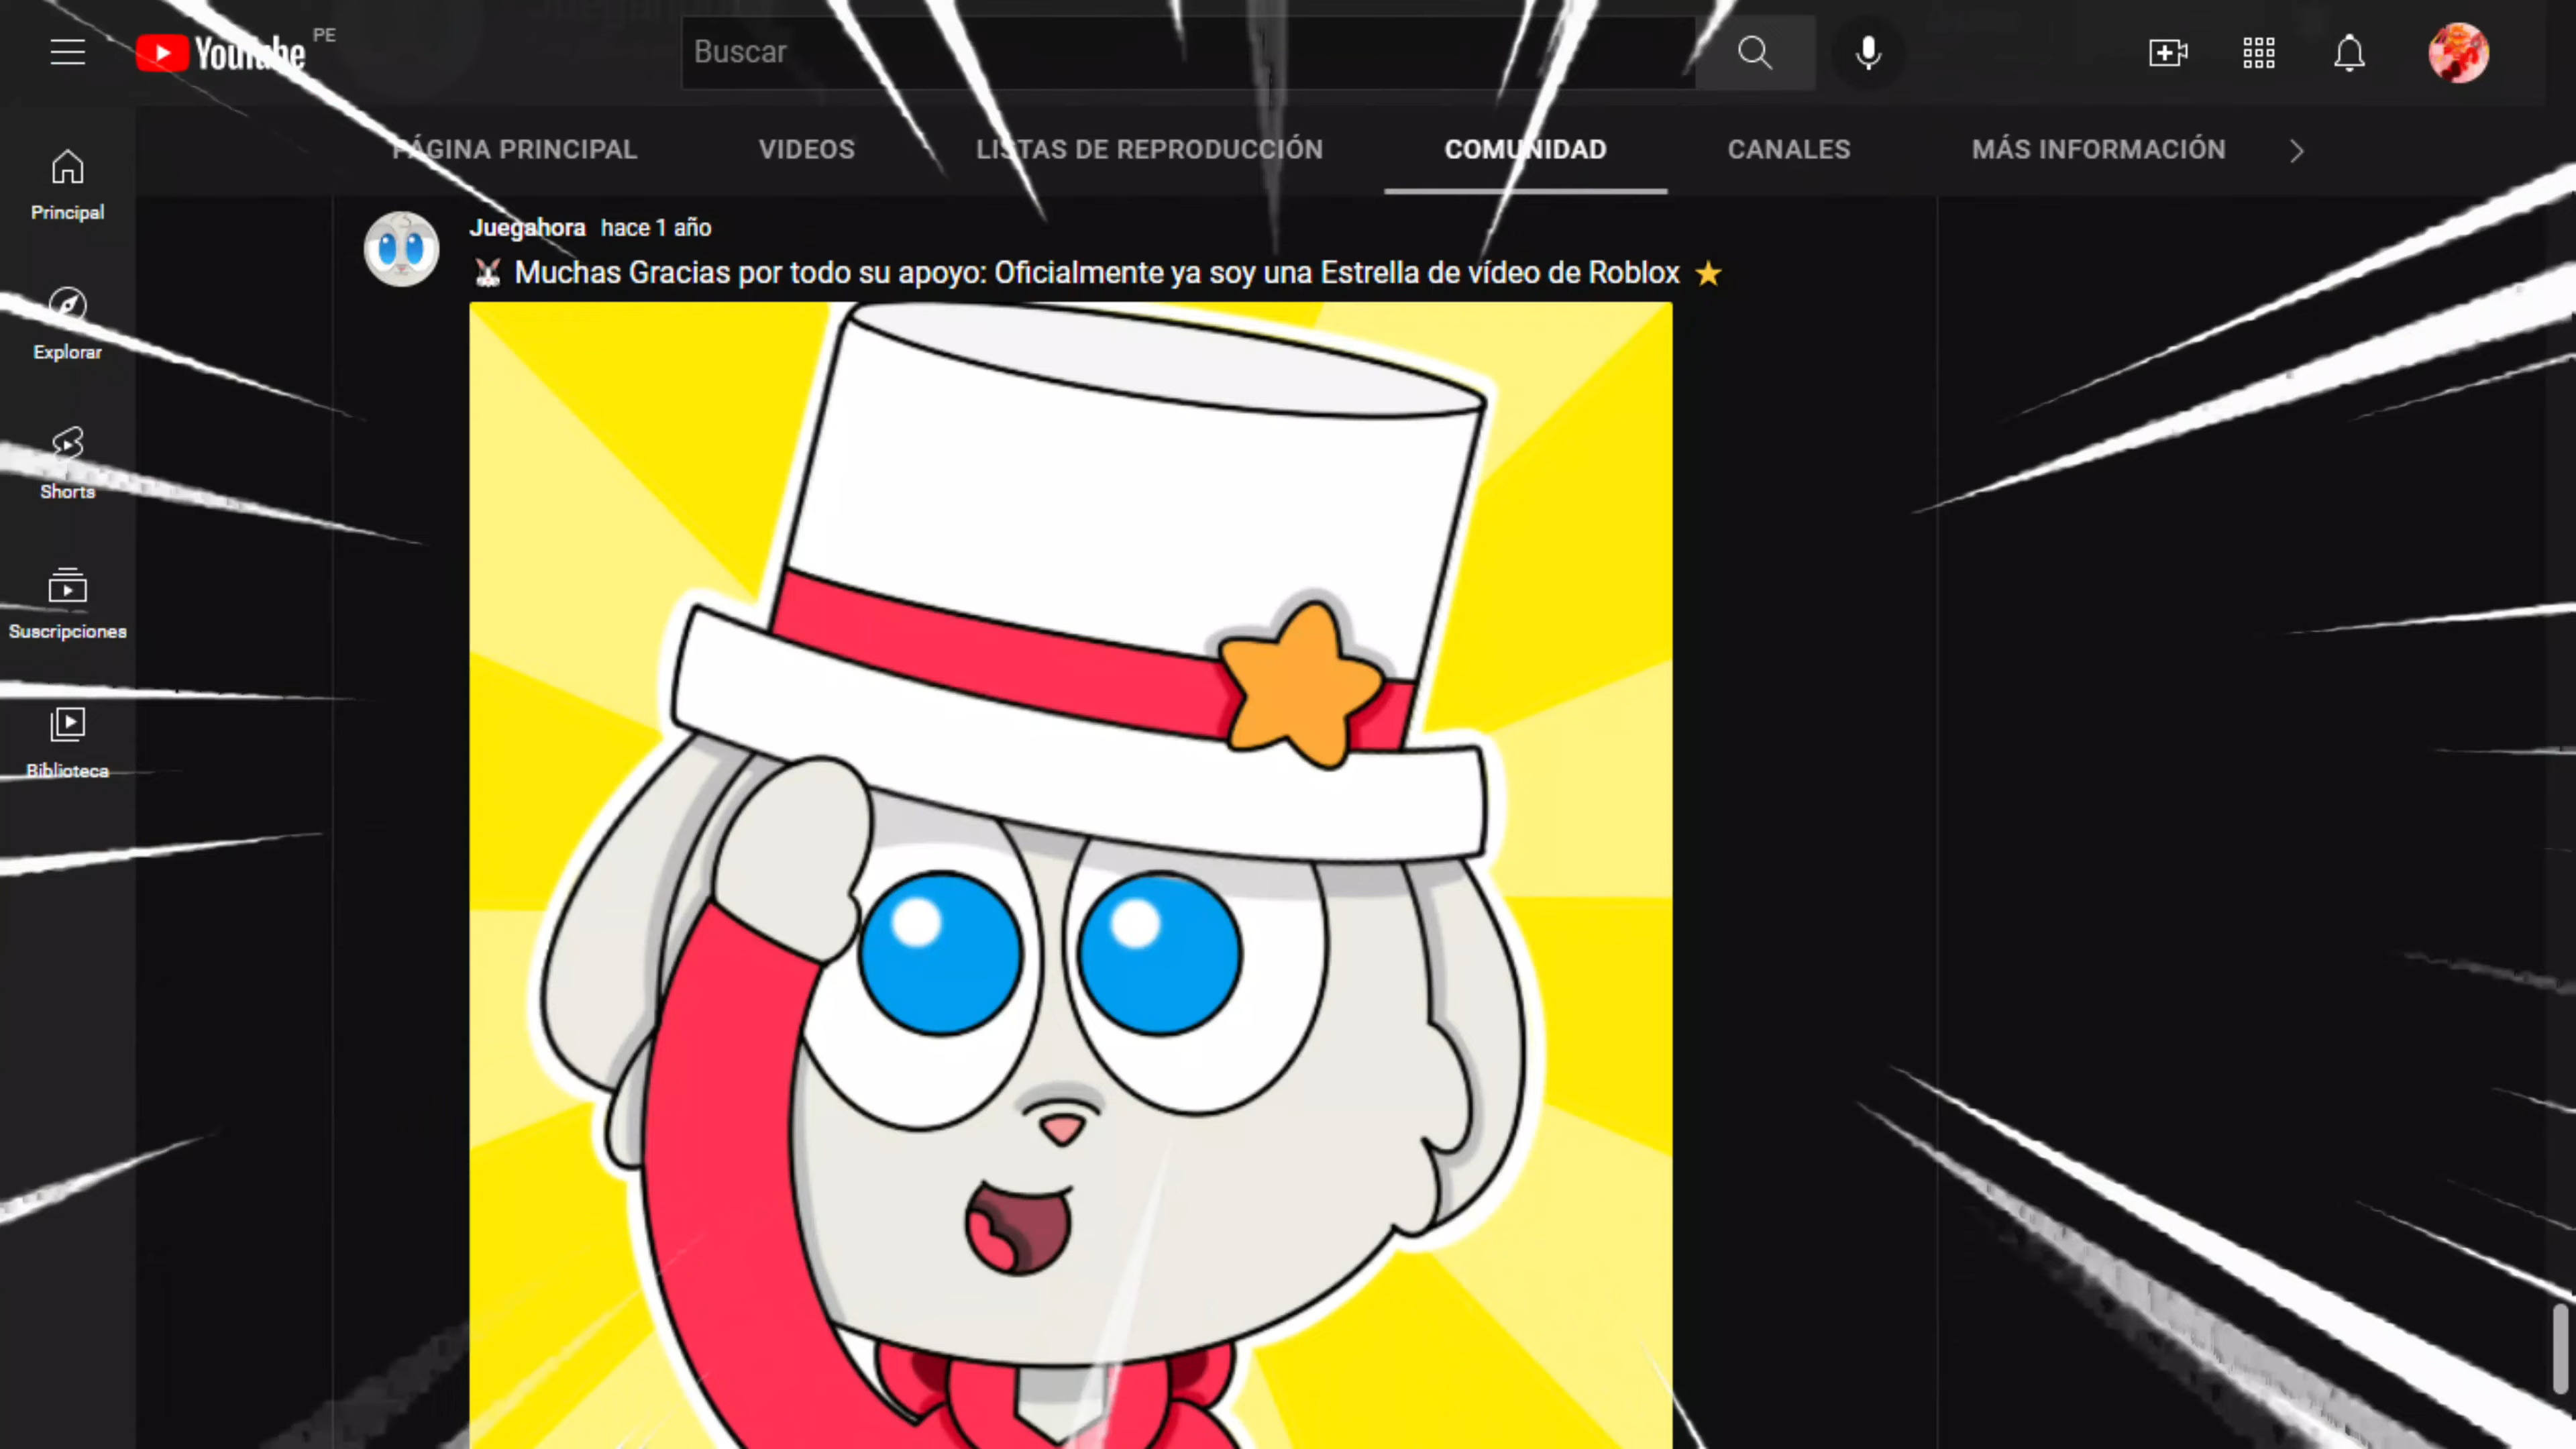 YouTube PE
Buscar
PÁGINA PRINCIPAL VIDEOS LISTAS DE REPRODUCCIÓN COMUNIDAD CANALES MÁS INFORMACIÓN
Principal
Explorar
Shorts
Suscripciones
Biblioteca
Juegahora hace 1 año
Muchas Gracias por todo su apoyo: Oficialmente ya soy una Estrella de vídeo de Roblox